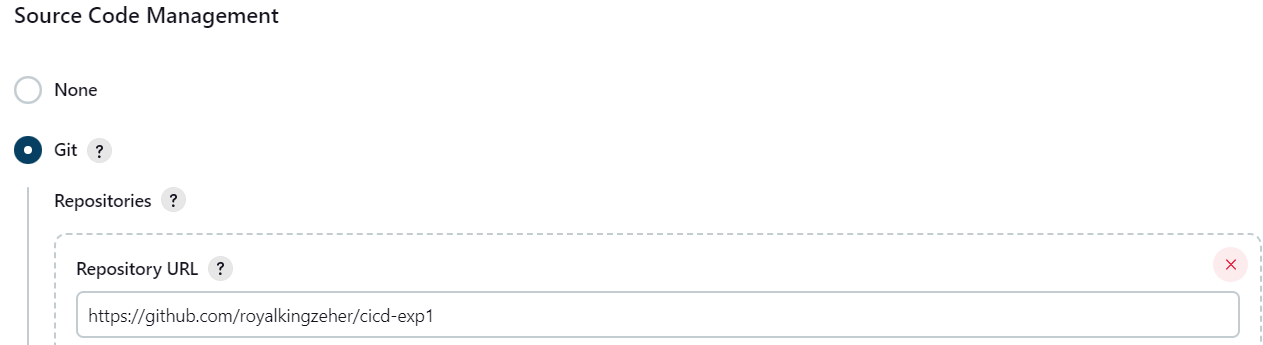 Source Code Management
None
Git ?
Repositories ?
Repository URL ?
https://github.com/royalkingzeher/cicd-exp1